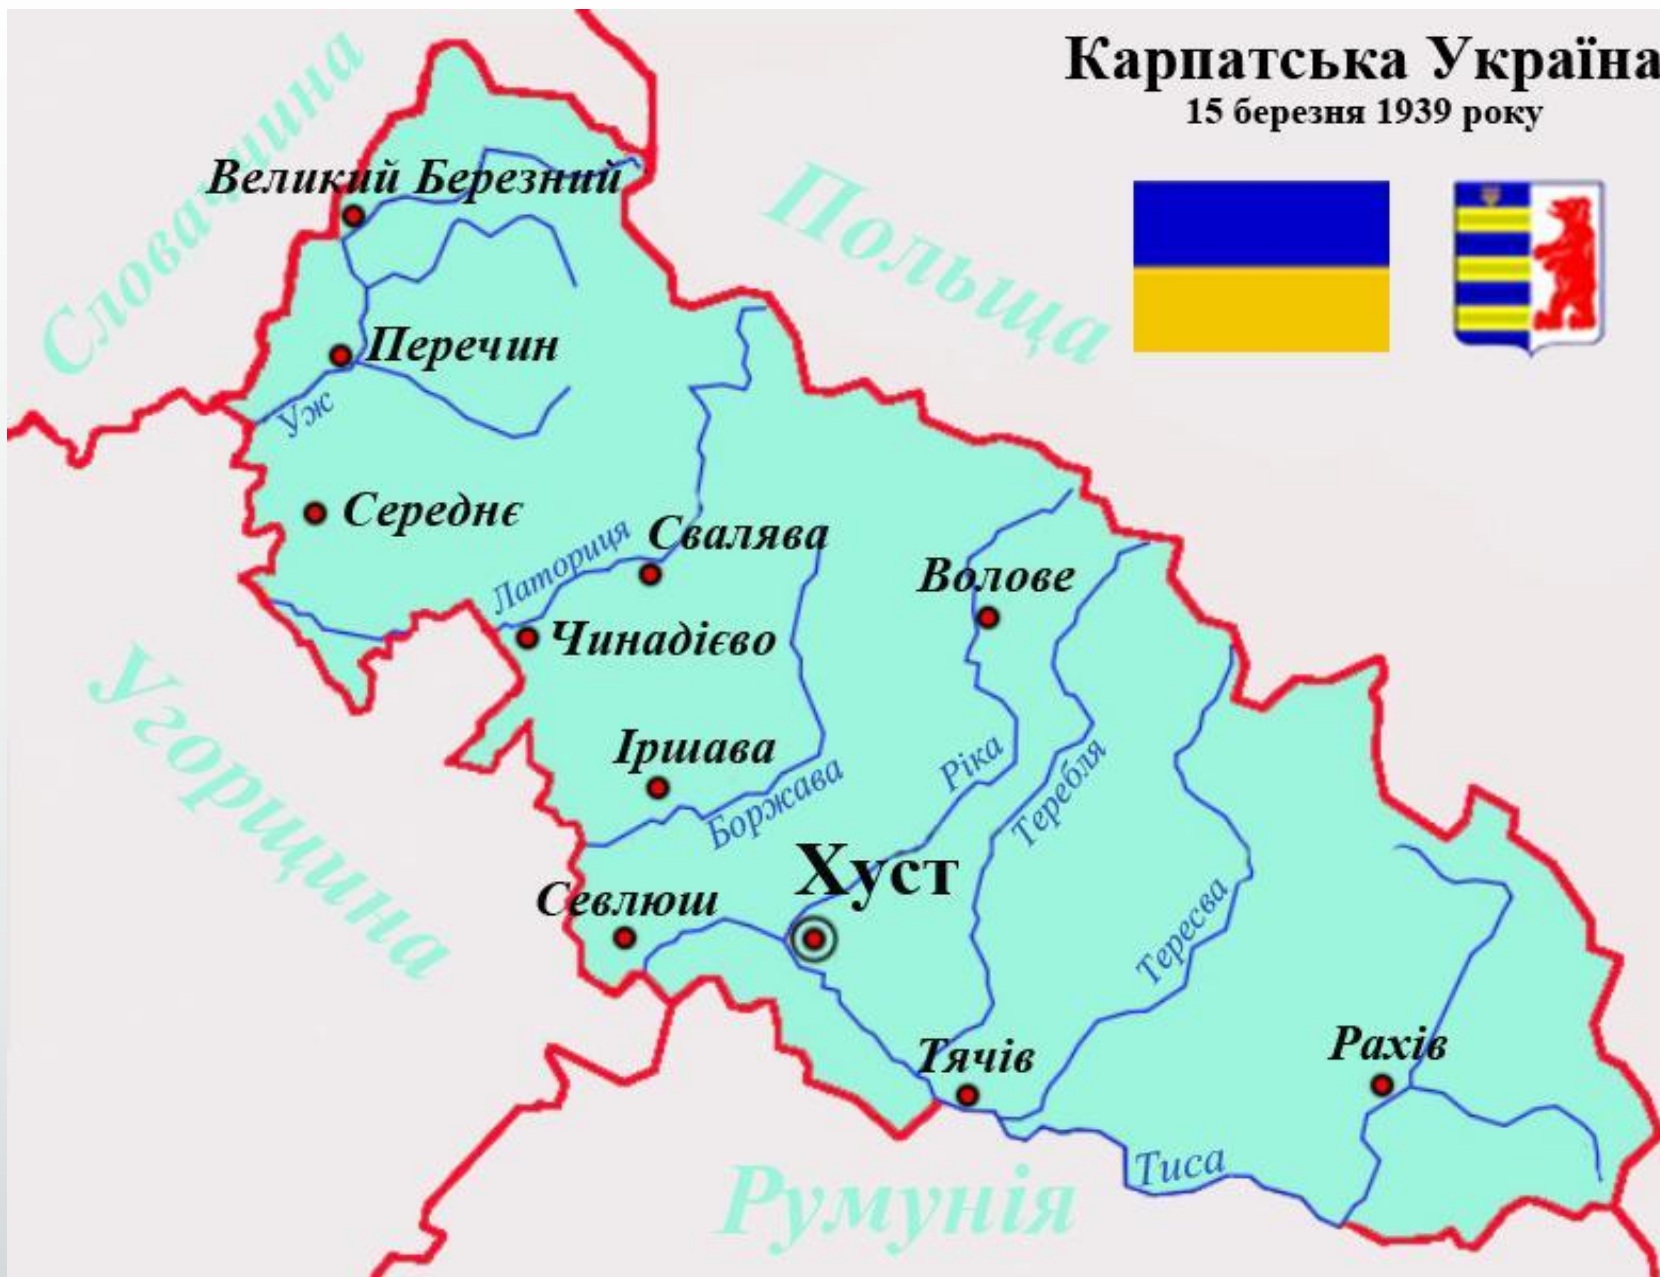 Карпатська Україна
15 березня 1939 року
Словаччина
Польща
Великий Березний
Перечин
Уж
Середнє
Латориця
Свалява
Волове
Чинадієво
Угорщина
Іршава
Боржава
Ріка
Теребля
Хуст
Севлюш
Тересва
Тячів
Рахів
Тиса
Румунія